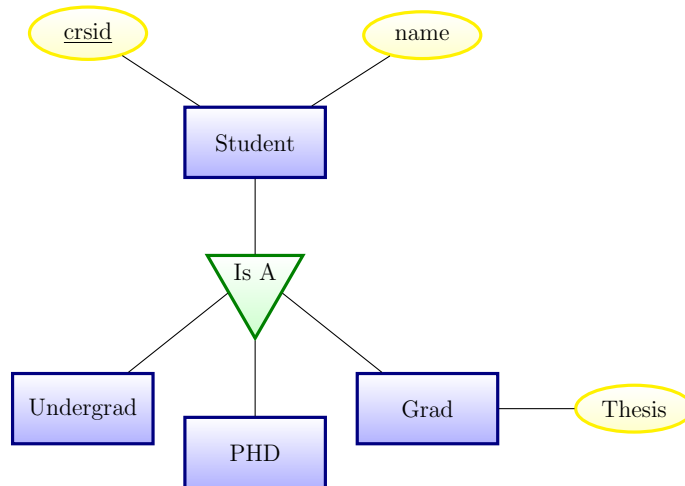 crsid
name
Student
Is A
Undergrad
PHD
Grad
Thesis